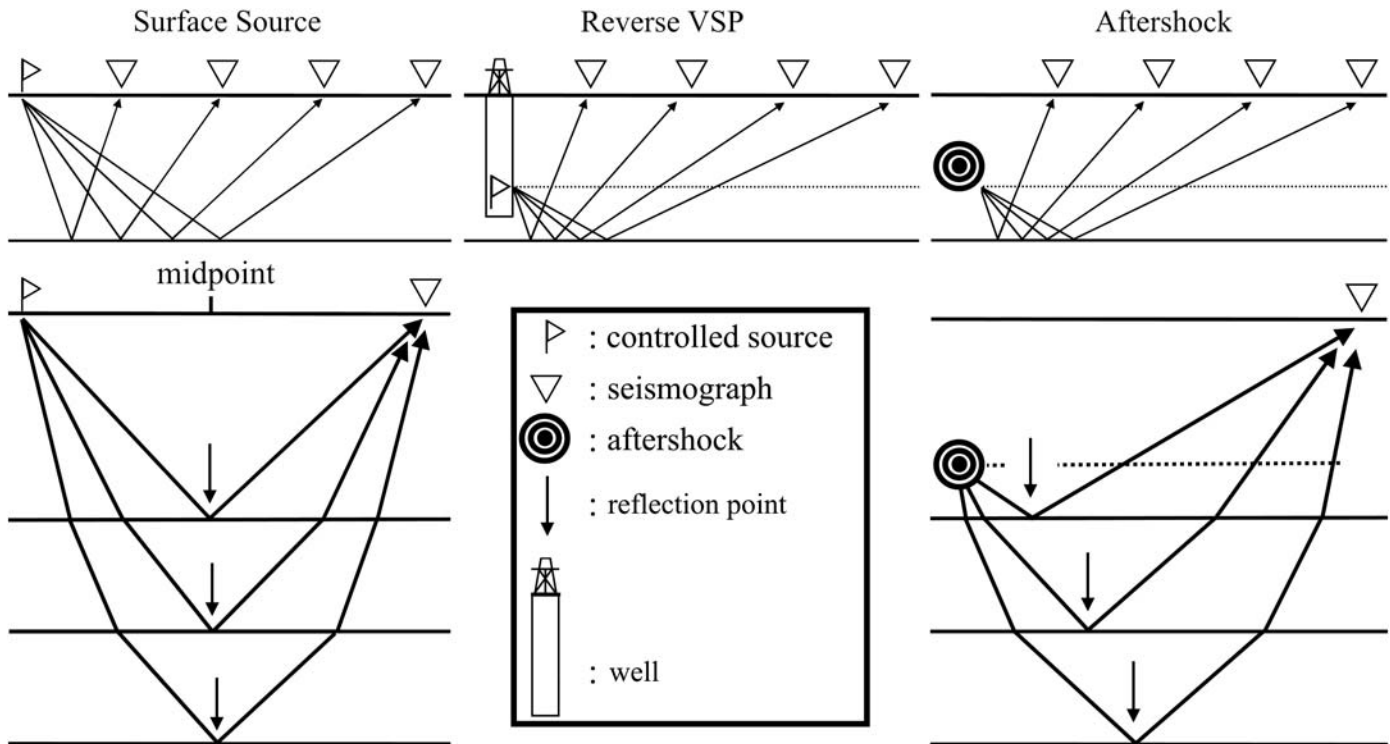 Surface Source
Reverse VSP
Aftershock
midpoint
: controlled source
: seismograph
: aftershock
: reflection point
: well